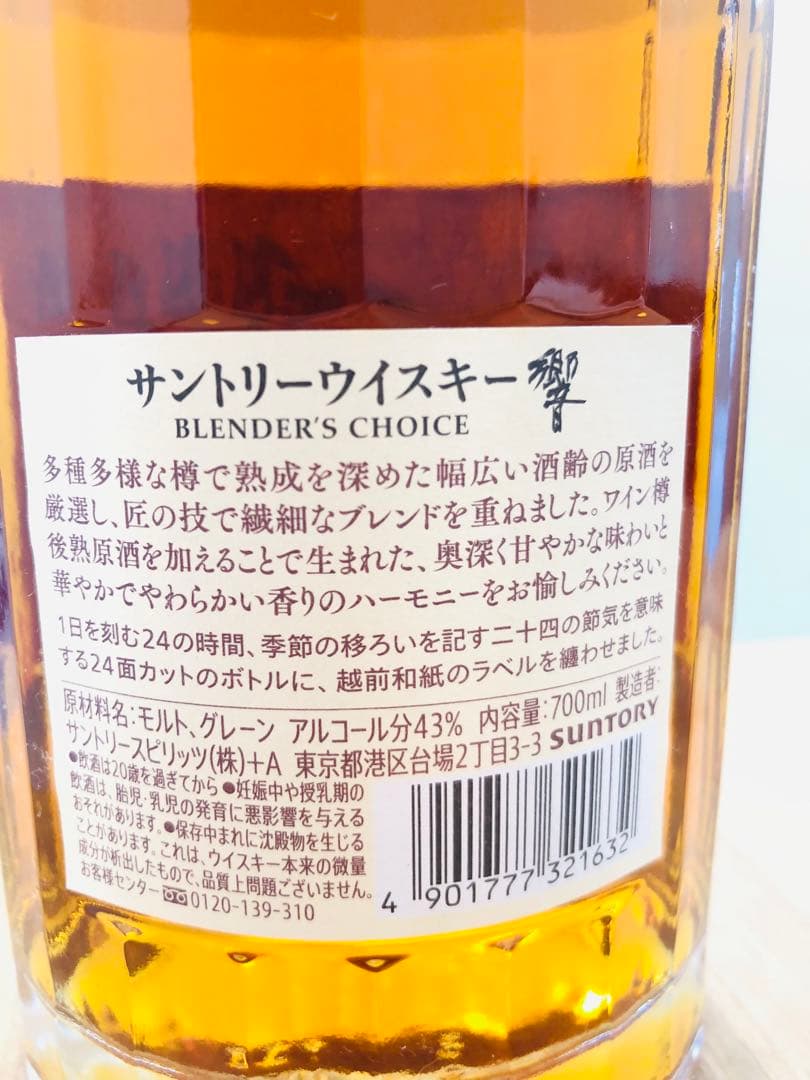 サントリーウイスキー 響
BLENDER'S CHOICE
多種多様な樽で熟成を深めた幅広い酒齢の原酒を
厳選し、匠の技で繊細なブレンドを重ねました。ワイン樽
後熟原酒を加えることで生まれた、奥深く甘やかな味わいと
華やかでやわらかい香りのハーモニーをお愉しみください。
1日を刻む24の時間、季節の移ろいを記す二十四の節気を意味
する24面カットのボトルに、越前和紙のラベルを纏わせました。
原材料名:モルト、グレーン アルコール分43% 内容量:700ml 製造者:
サントリースピリッツ(株)+A 東京都港区台場2丁目3-3 SUNTORY
●飲酒は20歳を過ぎてから ●妊娠中や授乳期の
飲酒は、胎児・乳児の発育に悪影響を与える
おそれがあります。●保存中まれに沈殿物を生じる
ことがあります。これは、ウイスキー本来の微量
成分が析出したもので、品質上問題ございません。
お客様センター 0120-139-310
4 901777 321632